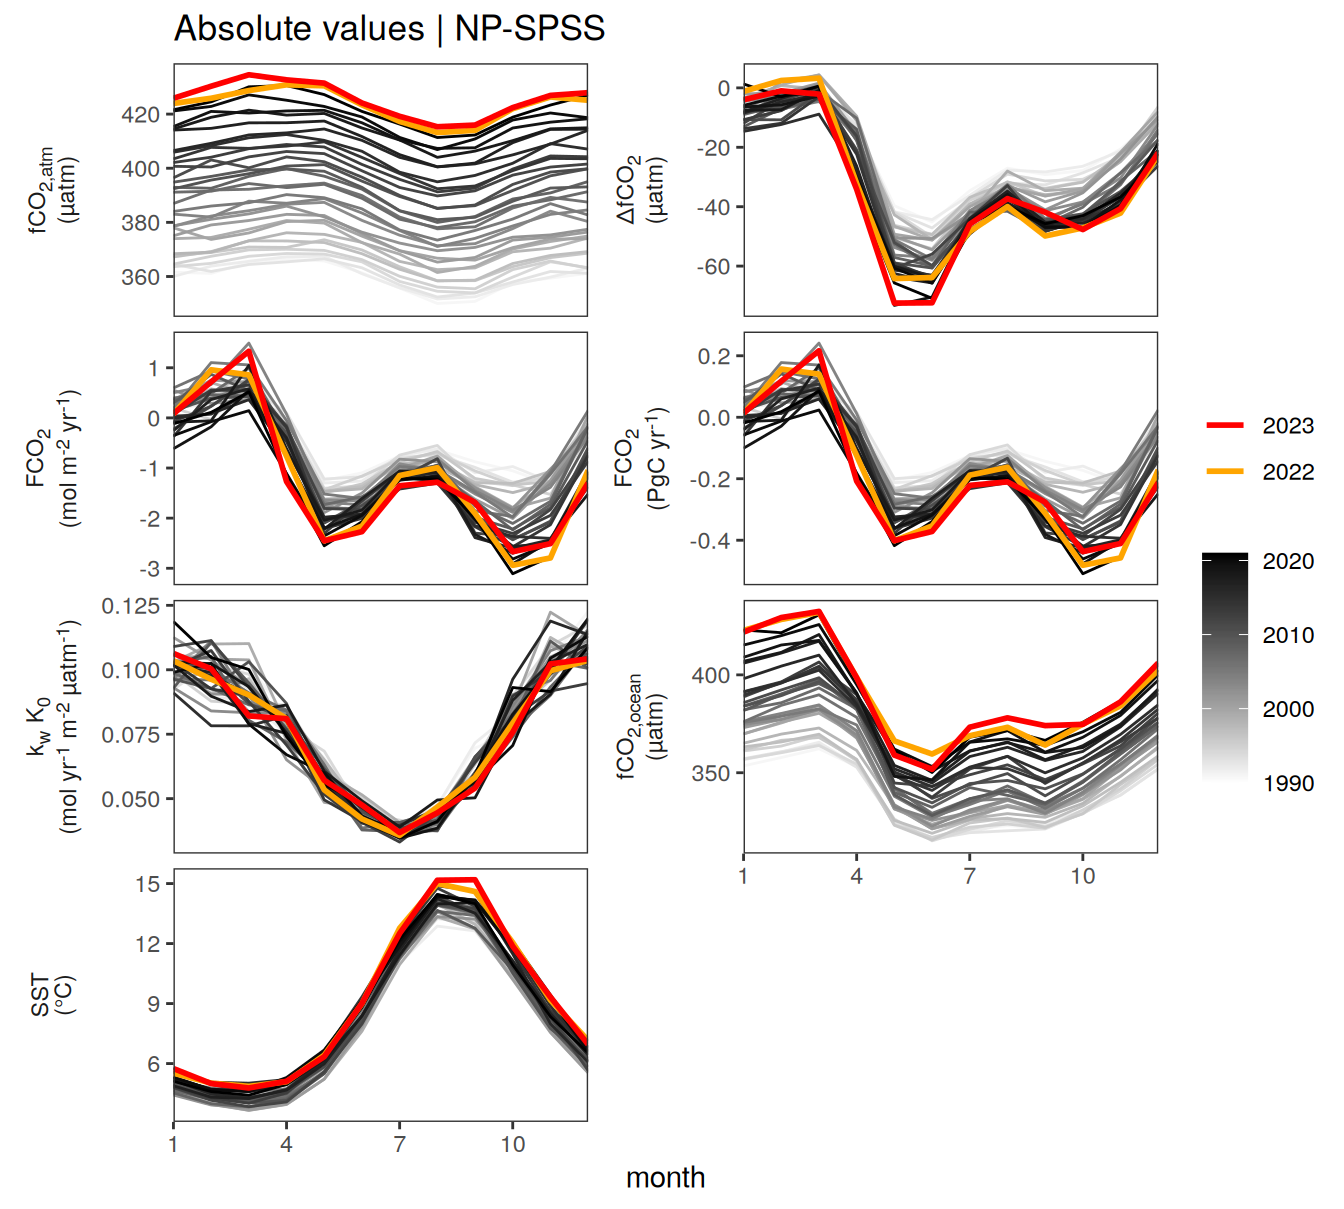 Absolute values | NP-SPSS
fCO2,atm
(µatm)
420
400
380
360
ΔfCO2
(µatm)
0
-20
-40
-60
FCO2
(mol m-2 yr-1)
1
0
-1
-2
-3
FCO2
(PgC yr-1)
0.2
0.0
-0.2
-0.4
kw K0
(mol yr-1 m-2 µatm-1)
0.125
0.100
0.075
0.050
fCO2,ocean
(µatm)
400
350
1 4 7 10
SST
(°C)
15
12
9
6
1 4 7 10
month
2023
2022
2020
2010
2000
1990